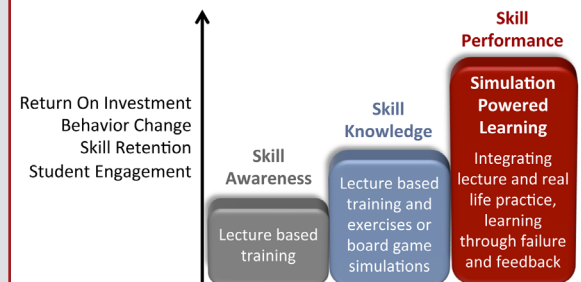 Return On Investment
Behavior Change
Skill Retention
Student Engagement
Skill
Awareness
Lecture based
training
Skill
Knowledge
Lecture based
training and
exercises or
board game
simulations
Skill
Performance
Simulation
Powered
Learning
Integrating
lecture and real
life practice,
learning
through failure
and feedback